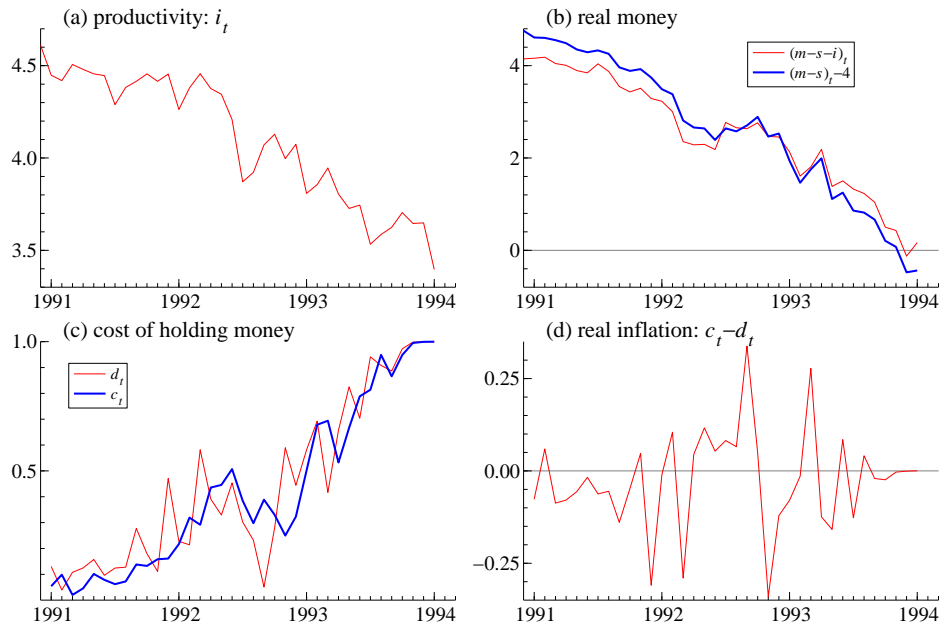 (a) productivity: i_t
4.5
4.0
3.5
1991 1992 1993 1994
(b) real money
4
2
0
(m−s−i)_t
(m−s)_t−4
1991 1992 1993 1994
(c) cost of holding money
1.0
0.5
d_t
c_t
1991 1992 1993 1994
(d) real inflation: c_t−d_t
0.25
0.00
−0.25
1991 1992 1993 1994